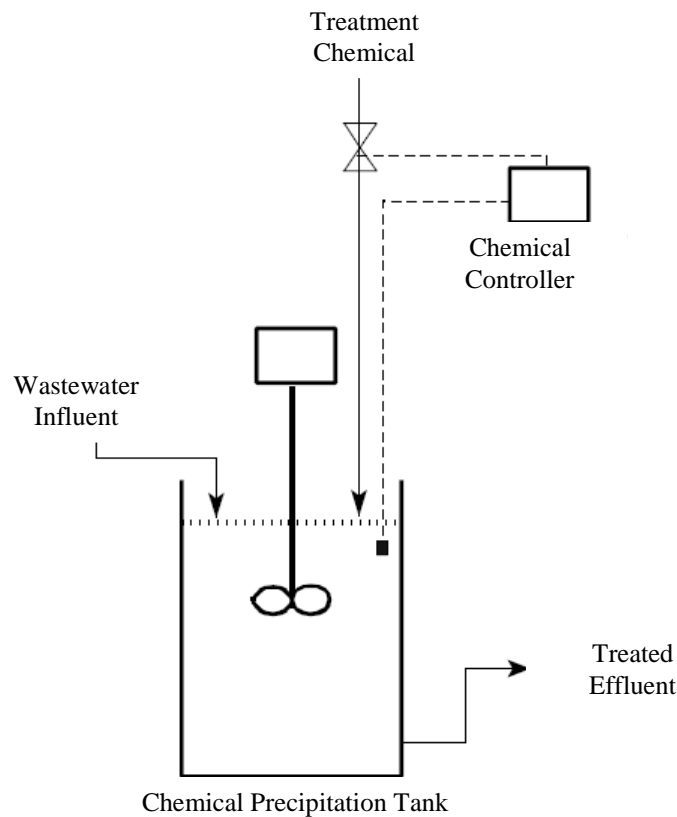 Treatment
Chemical
Chemical
Controller
Wastewater
Influent
Treated
Effluent
Chemical Precipitation Tank